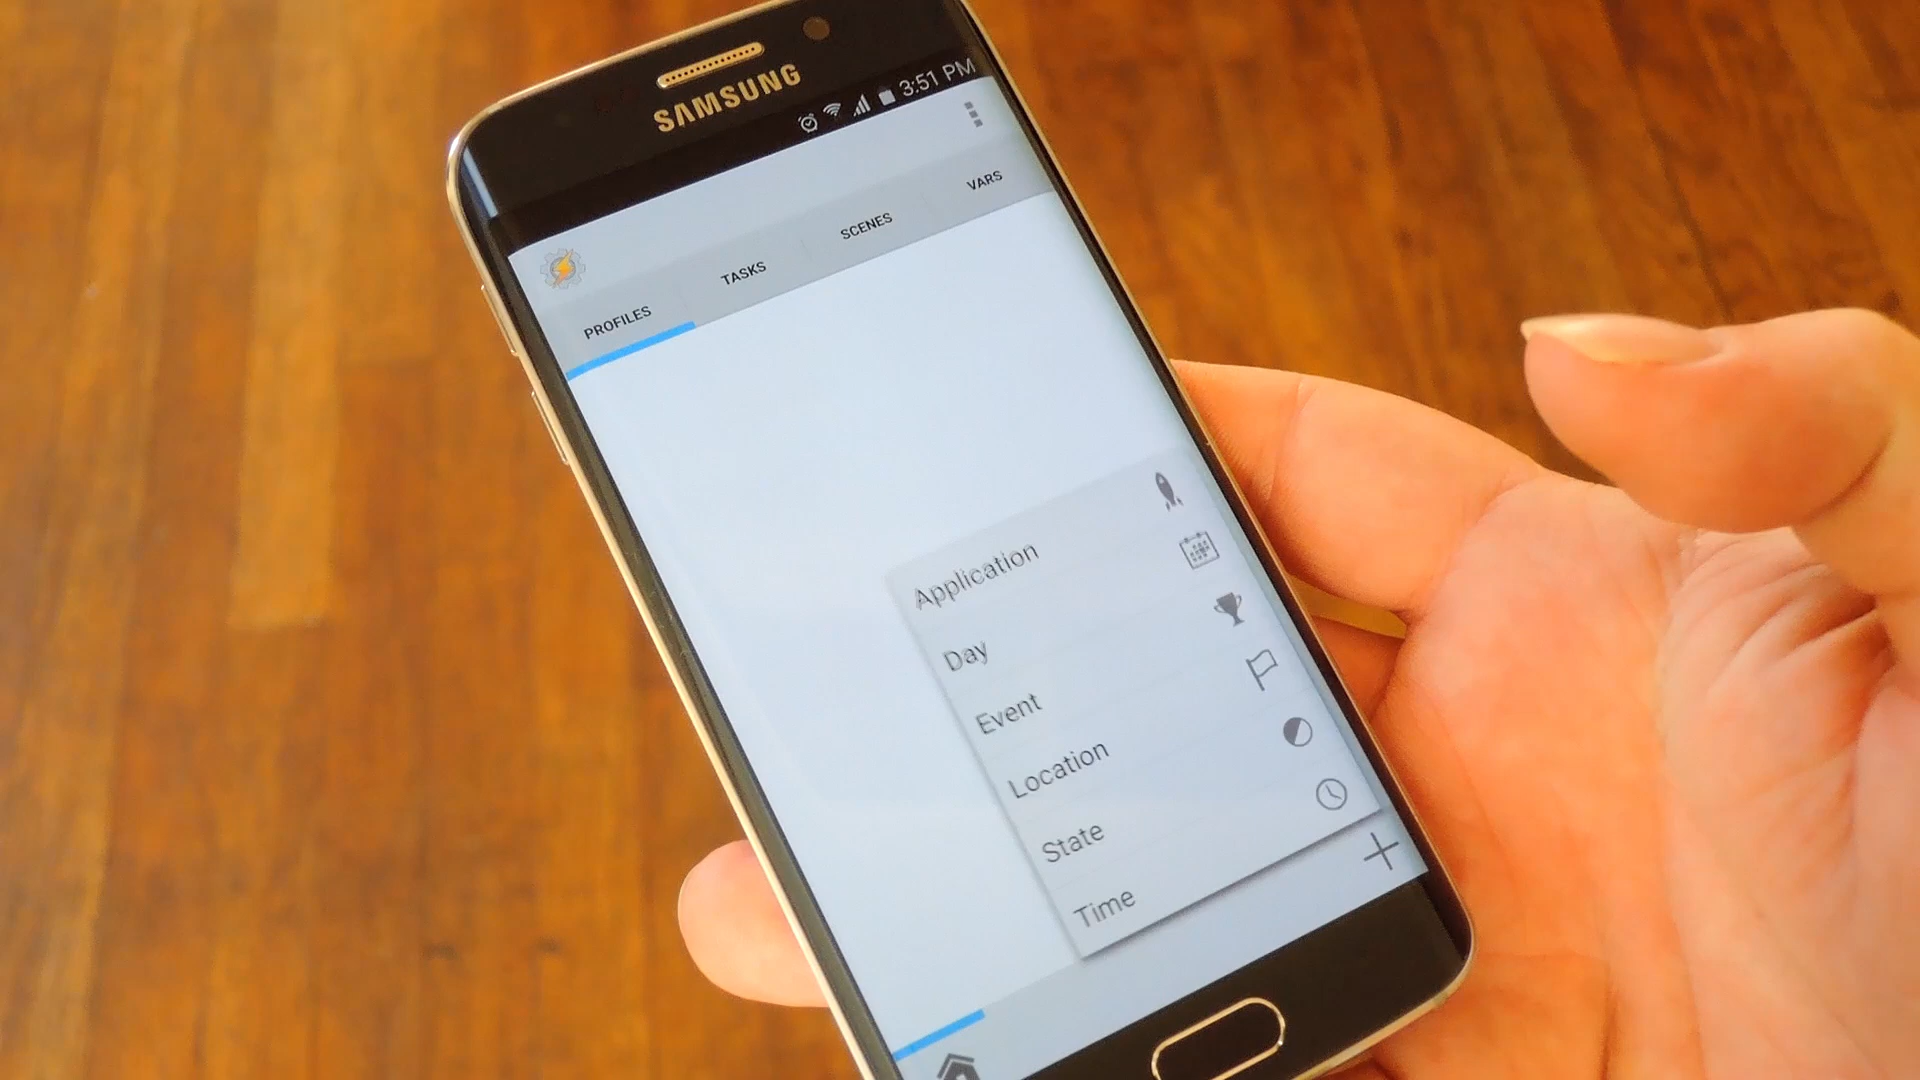 SAMSUNG
3:51 PM
PROFILES
TASKS
SCENES
VARS
Application
Day
Event
Location
State
Time